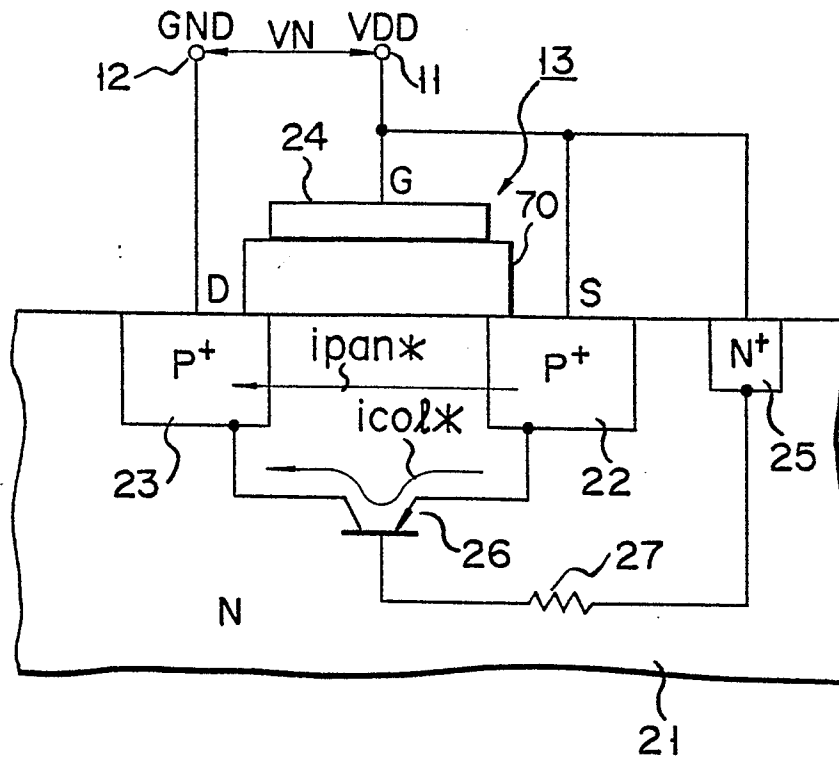 GND VN VDD
12 11 13
24 G
70
D S
P+ ipan* P+ N+
icol*
23 22 25
26 27
N
21